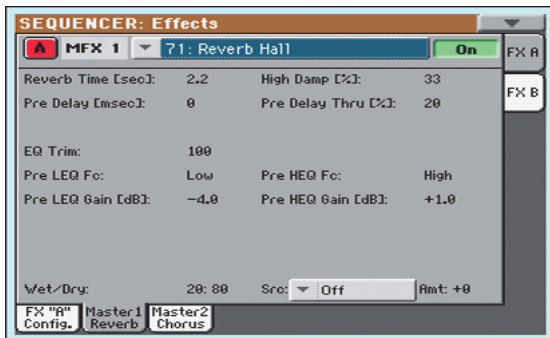 SEQUENCER: Effects
A MFX 1 71: Reverb Hall On FX A
Reverb Time [sec]: 2.2 High Damp [%]: 33
Pre Delay [msec]: 0 Pre Delay Thru [%]: 20 FX B
EQ Trim: 100
Pre LEQ Fc: Low Pre HEQ Fc: High
Pre LEQ Gain [dB]: -4.0 Pre HEQ Gain [dB]: +1.0
Wet/Dry: 20:80 Src: Off Amt: +0
FX "A" Config. Master1 Reverb Master2 Chorus